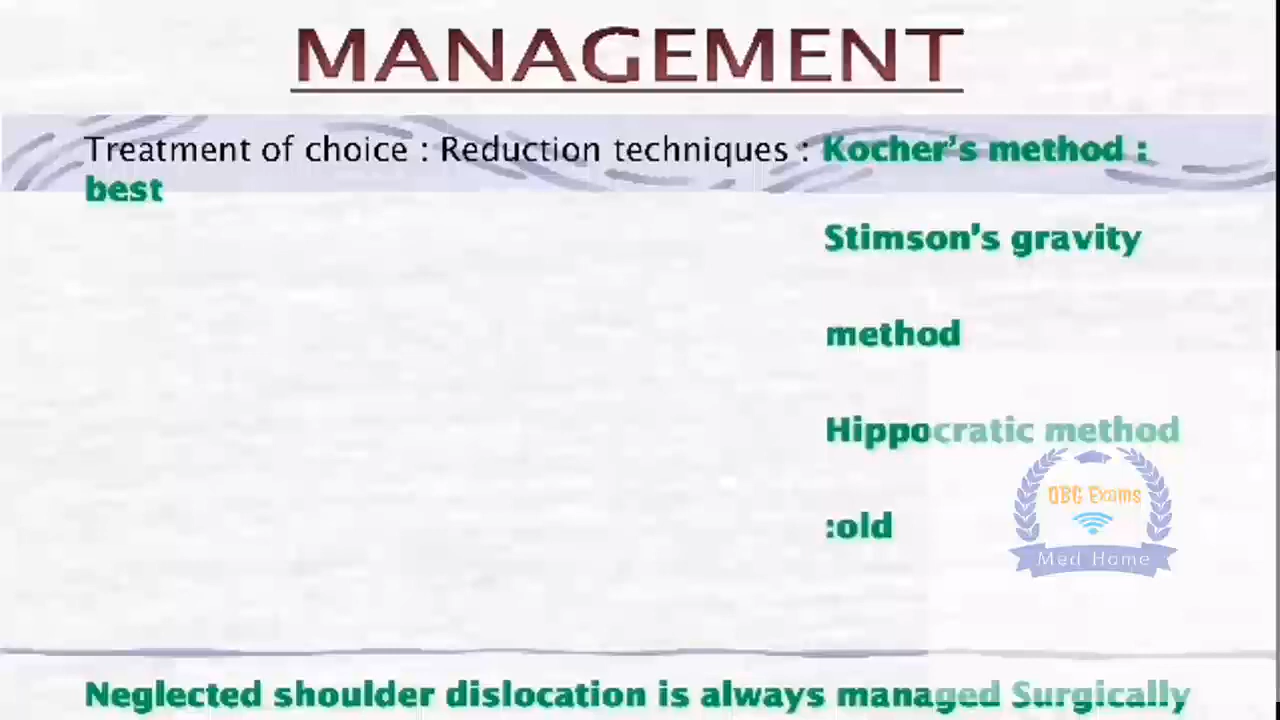 MANAGEMENT
Treatment of choice : Reduction techniques : Kocher's method :
best
Stimson's gravity
method
Hippocratic method
:old
QBG Exams
Med Home
Neglected shoulder dislocation is always managed Surgically